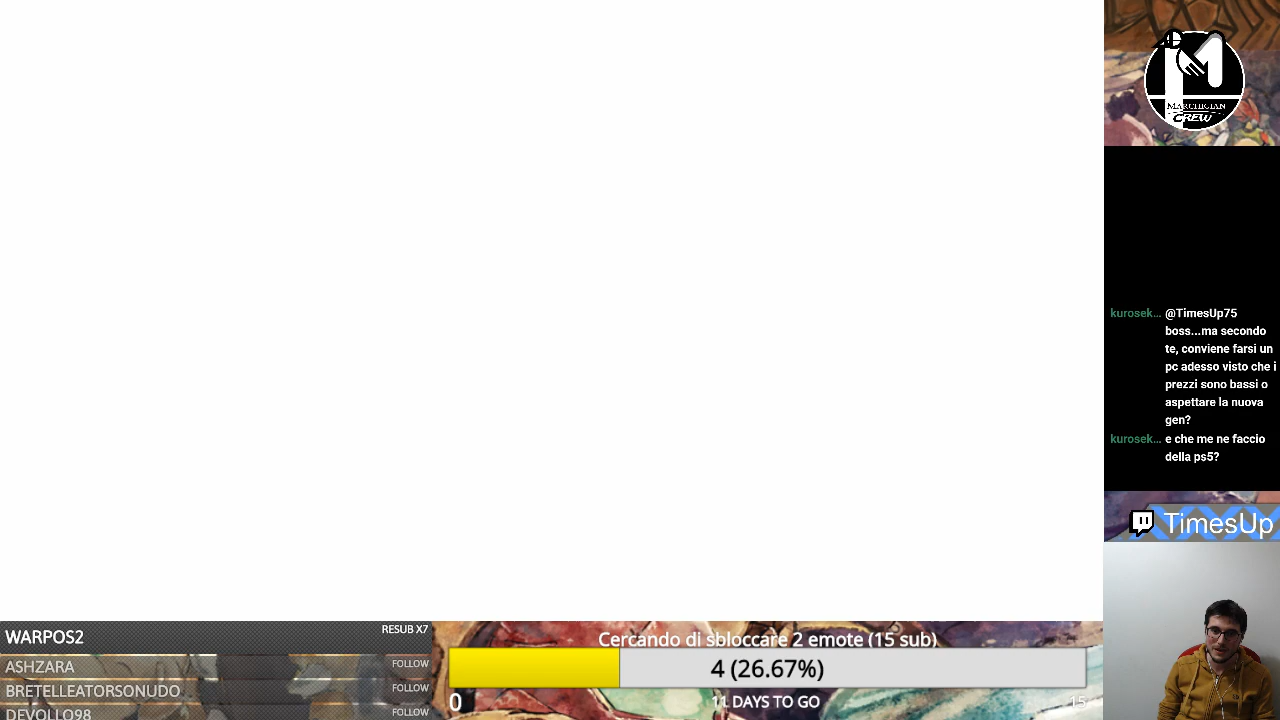 MARCHIGIAN
CREW
kurosek... @TimesUp75
boss...ma secondo
te, conviene farsi un
pc adesso visto che i
prezzi sono bassi o
aspettare la nuova
gen?
kurosek... e che me ne faccio
della ps5?
TimesUp
WARPOS2 RESUB X7
ASHZARA FOLLOW
BRETELLEATORSONUDO FOLLOW
DEVOLLO98 FOLLOW
Cercando di sbloccare 2 emote (15 sub)
4 (26.67%)
0 11 DAYS TO GO 15